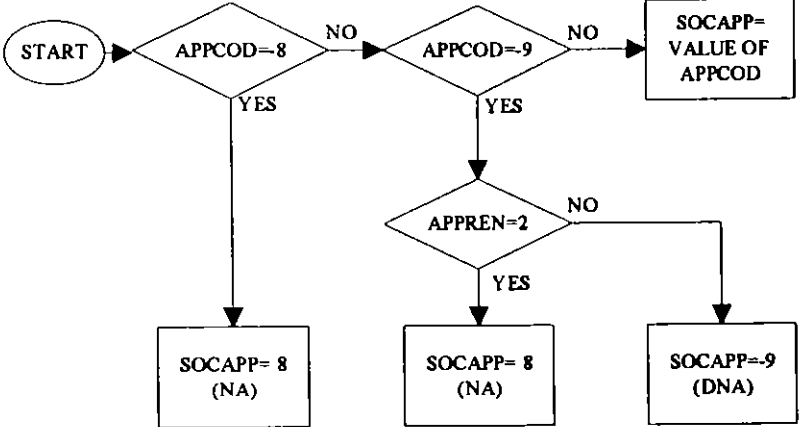 START
APPCOD=-8
NO
APPCOD=-9
NO
SOCAPP=
VALUE OF
APPCOD
YES
YES
APPREN=2
NO
YES
SOCAPP= 8
(NA)
SOCAPP= 8
(NA)
SOCAPP=-9
(DNA)